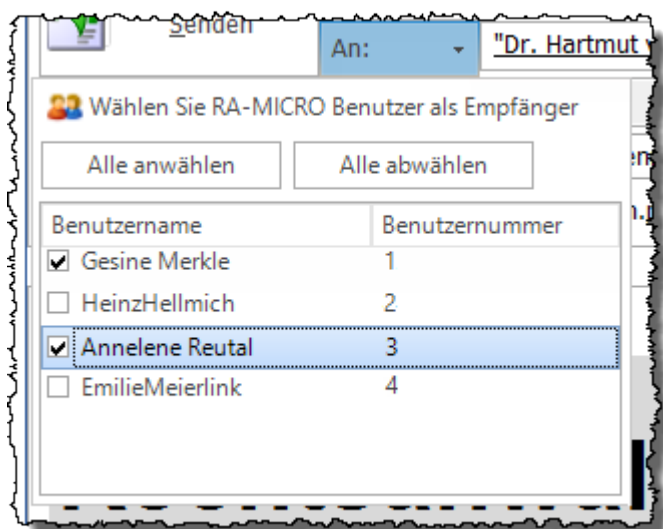 Senden
An:
"Dr. Hartmut
Wählen Sie RA-MICRO Benutzer als Empfänger
Alle anwählen Alle abwählen
Benutzername Benutzernummer
Gesine Merkle 1
HeinzHellmich 2
Annelene Reutal 3
EmilieMeierlink 4